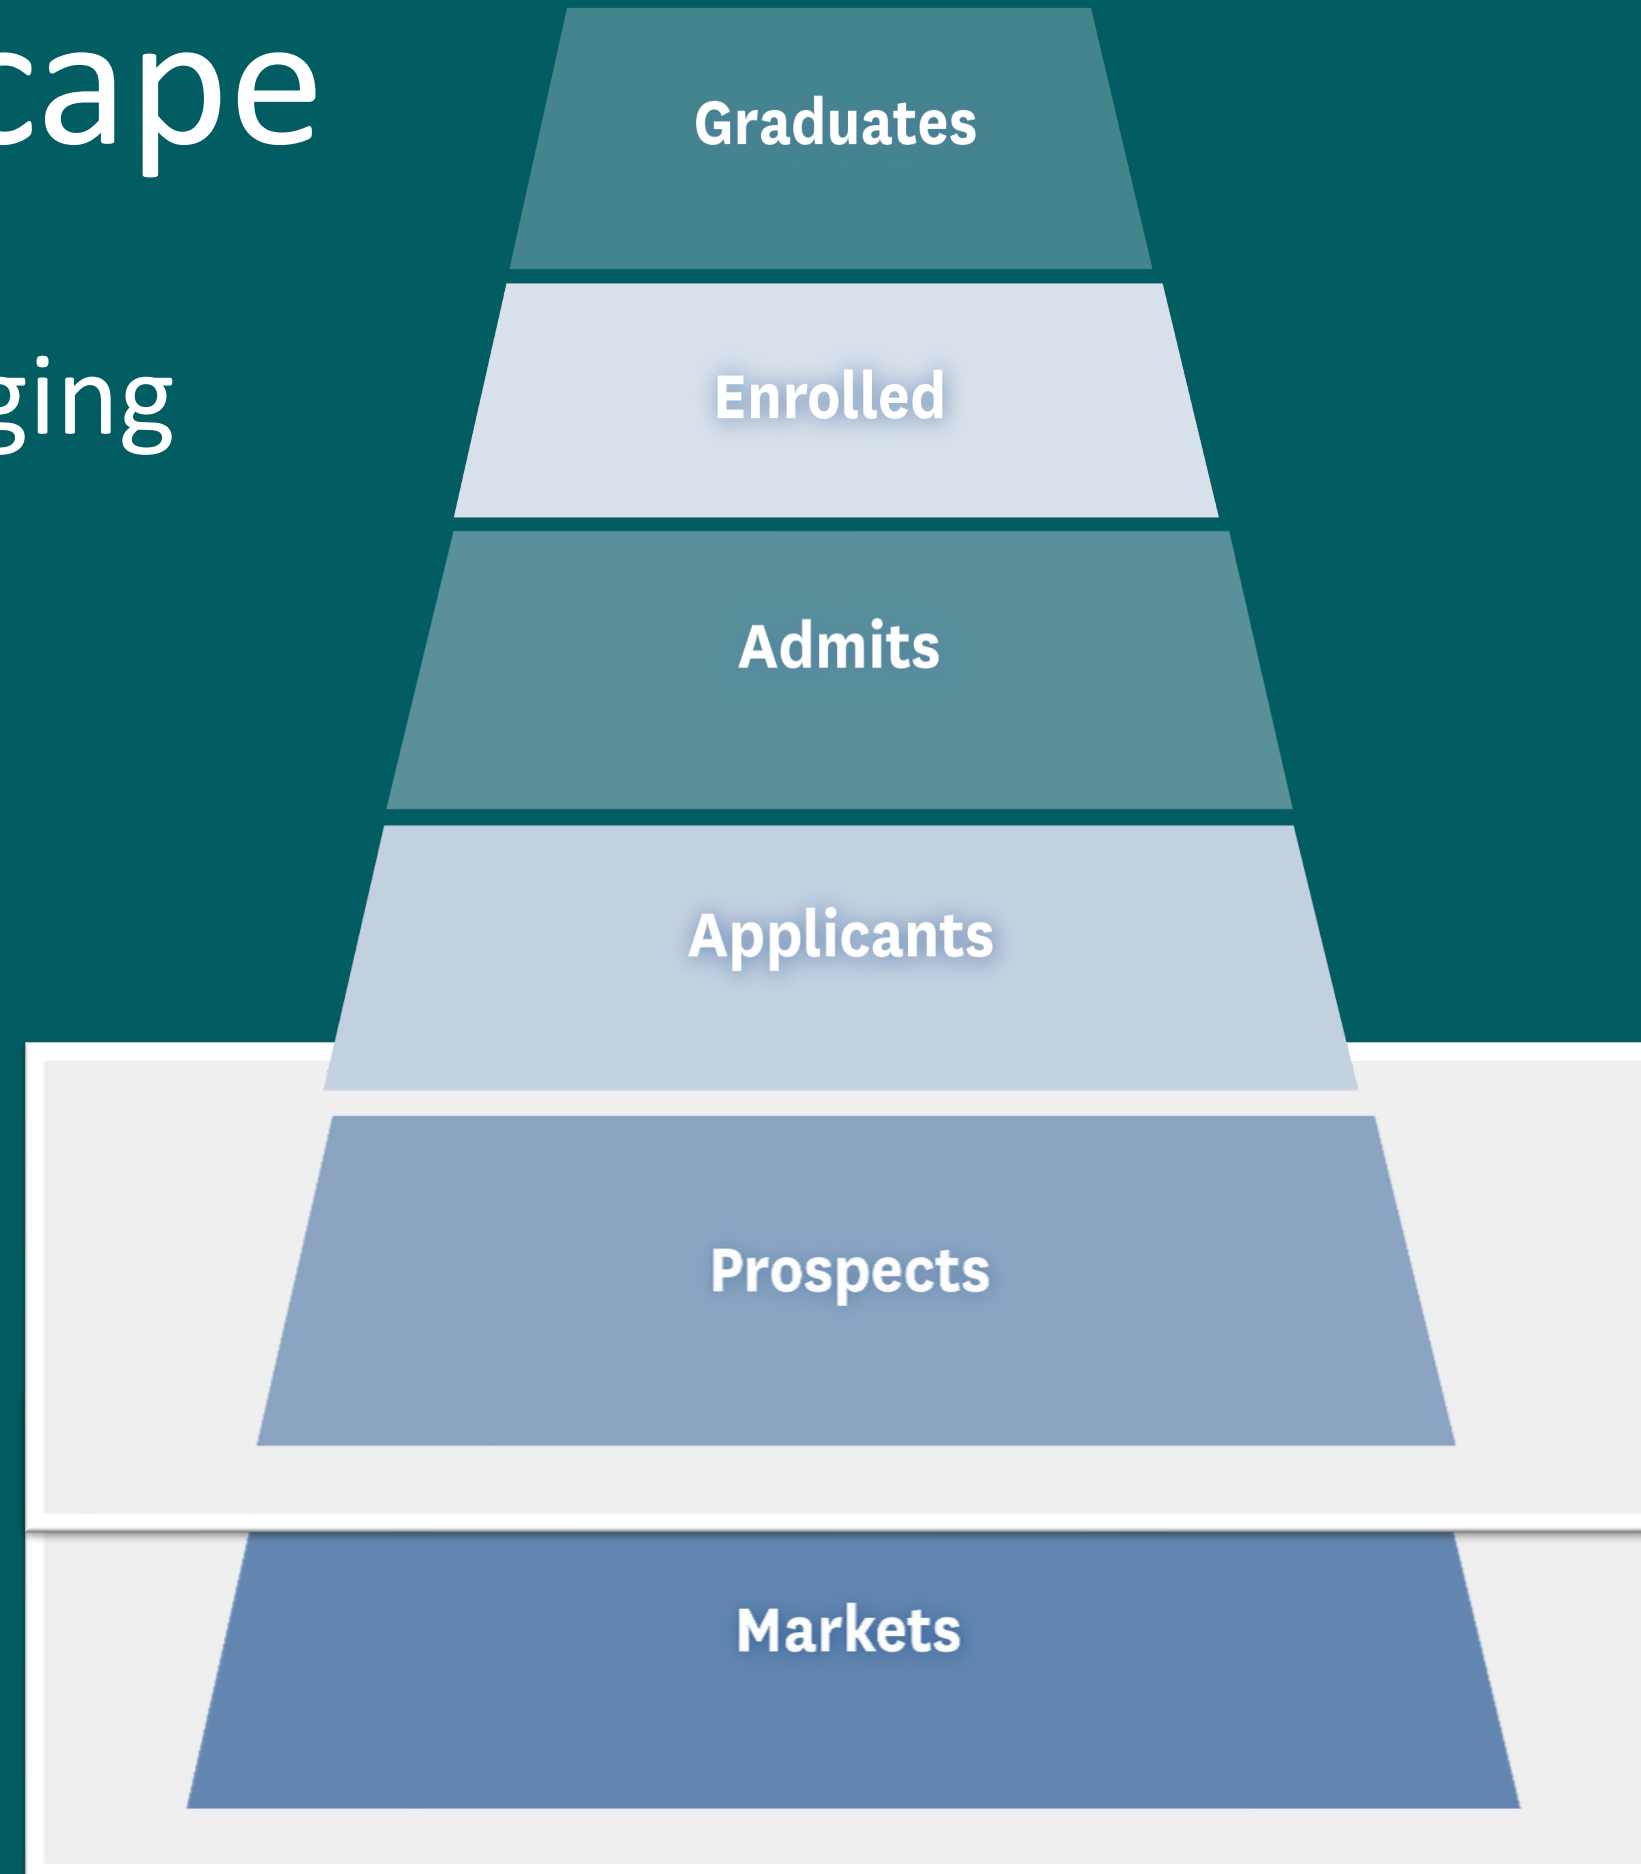 cape
Graduates
ging
Enrolled
Admits
Applicants
Prospects
Markets